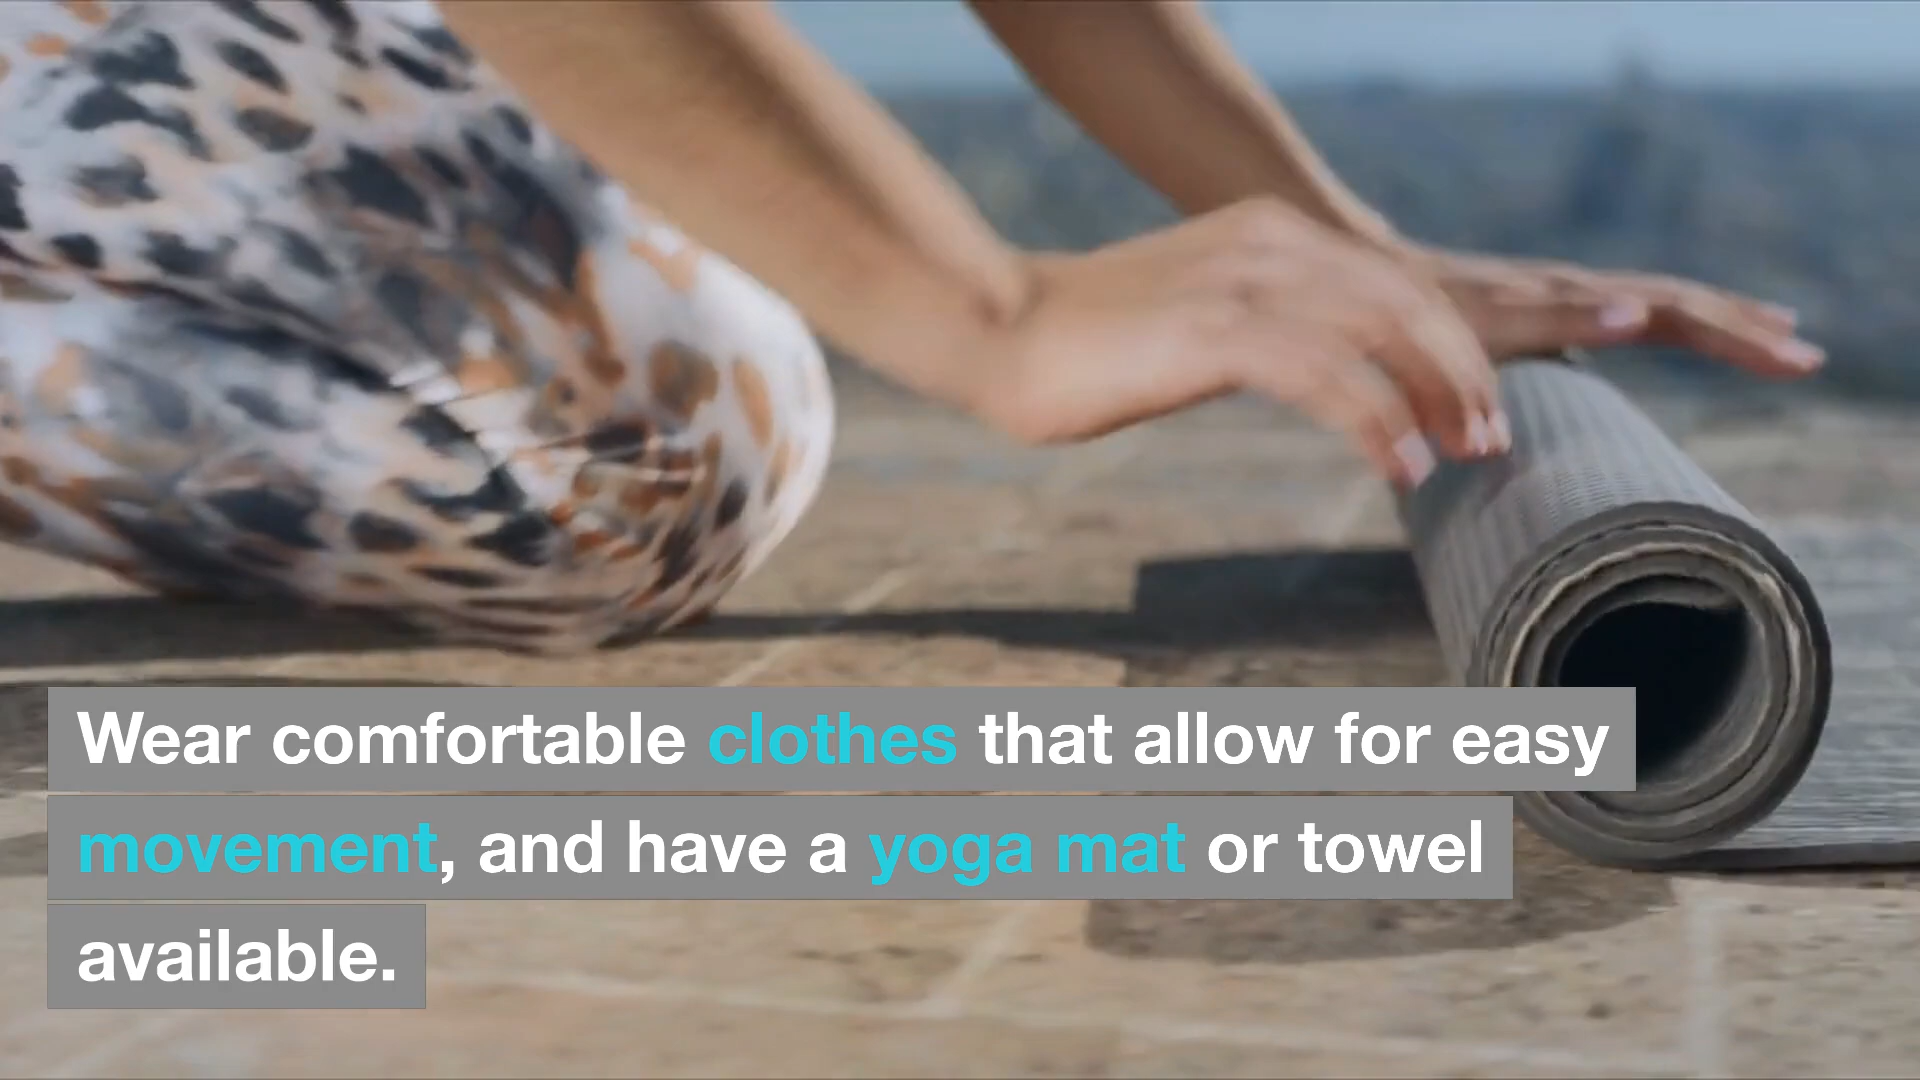 Wear comfortable clothes that allow for easy
movement, and have a yoga mat or towel
available.